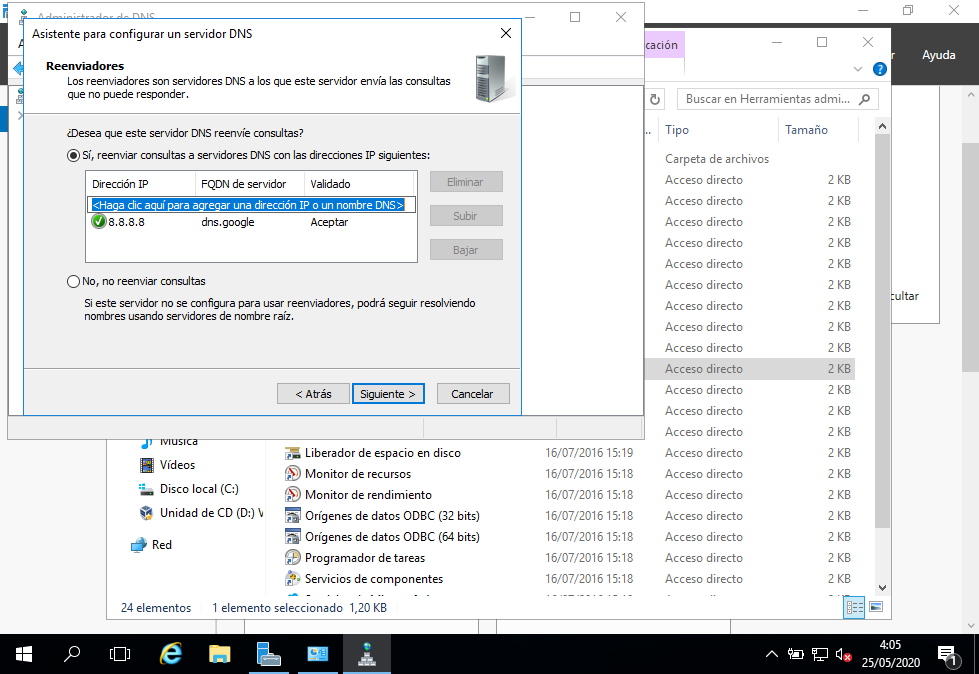 Administrador de DNS
Asistente para configurar un servidor DNS
Reenviadores
Los reenviadores son servidores DNS a los que este servidor envía las consultas
que no puede responder.
¿Desea que este servidor DNS reenvíe consultas?
Sí, reenviar consultas a servidores DNS con las direcciones IP siguientes:
Dirección IP FQDN de servidor Validado
<Haga clic aquí para agregar una dirección IP o un nombre DNS>
8.8.8.8 dns.google Aceptar
Eliminar
Subir
Bajar
No, no reenviar consultas
Si este servidor no se configura para usar reenviadores, podrá seguir resolviendo
nombres usando servidores de nombre raíz.
< Atrás Siguiente > Cancelar
cación
Ayuda
Buscar en Herramientas admi...
... Tipo Tamaño
Carpeta de archivos
Acceso directo 2 KB
Acceso directo 2 KB
Acceso directo 2 KB
Acceso directo 2 KB
Acceso directo 2 KB
Acceso directo 2 KB
Acceso directo 2 KB
Acceso directo 2 KB
Acceso directo 2 KB
Acceso directo 2 KB
Acceso directo 2 KB
Acceso directo 2 KB
Acceso directo 2 KB
cultar
Música
Vídeos
Disco local (C:)
Unidad de CD (D:) V
Red
Liberador de espacio en disco 16/07/2016 15:19 Acceso directo 2 KB
Monitor de recursos 16/07/2016 15:18 Acceso directo 2 KB
Monitor de rendimiento 16/07/2016 15:18 Acceso directo 2 KB
Orígenes de datos ODBC (32 bits) 16/07/2016 15:18 Acceso directo 2 KB
Orígenes de datos ODBC (64 bits) 16/07/2016 15:18 Acceso directo 2 KB
Programador de tareas 16/07/2016 15:18 Acceso directo 2 KB
Servicios de componentes 16/07/2016 15:18 Acceso directo 2 KB
24 elementos 1 elemento seleccionado 1,20 KB
4:05
25/05/2020
1